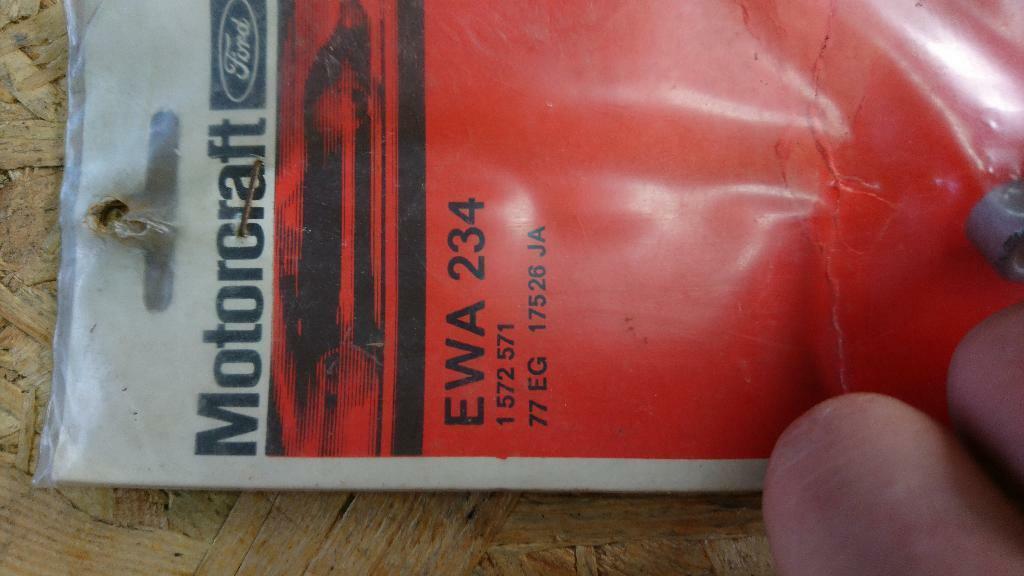 Motorcraft Ford
EWA 234
1 572 571
77 EG 17526 JA